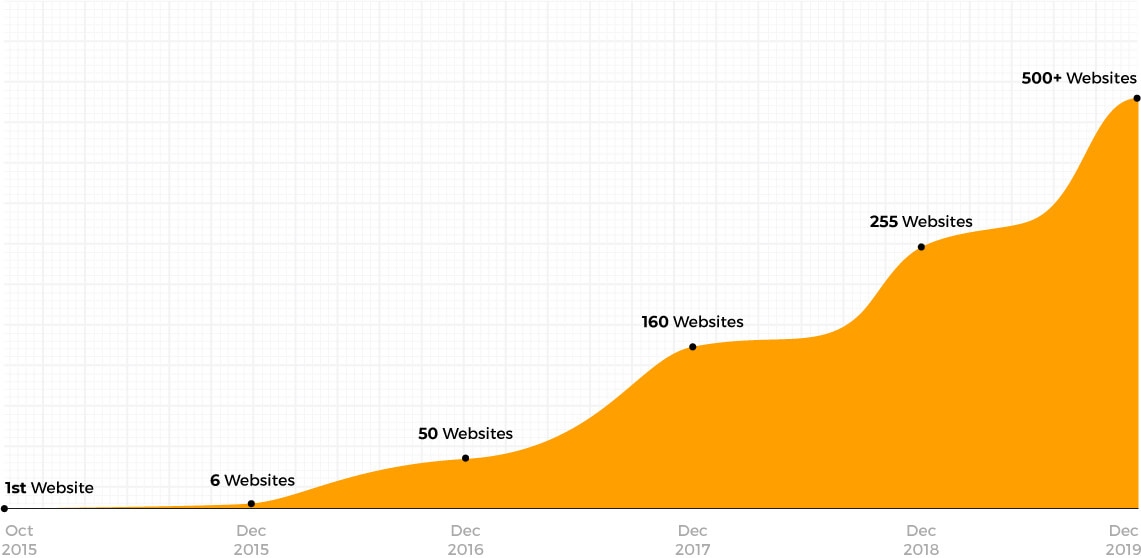 500+ Websites
255 Websites
160 Websites
50 Websites
6 Websites
1st Website
Oct
2015
Dec
2015
Dec
2016
Dec
2017
Dec
2018
Dec
2019